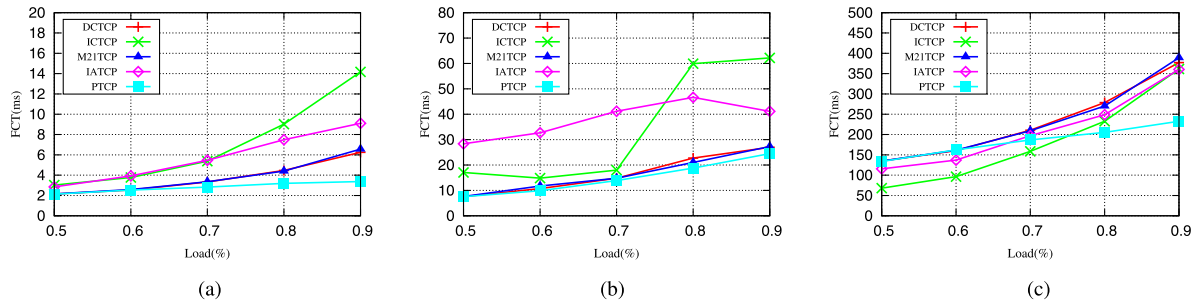 20
18
16
14
12
10
8
6
4
2
0
FCT(ms)
DCTCP
ICTCP
M21TCP
IATCP
PTCP
0.5 0.6 0.7 0.8 0.9
Load(%)
(a)
80
70
60
50
40
30
20
10
0
FCT(ms)
DCTCP
ICTCP
M21TCP
IATCP
PTCP
0.5 0.6 0.7 0.8 0.9
Load(%)
(b)
500
450
400
350
300
250
200
150
100
50
0
FCT(ms)
DCTCP
ICTCP
M21TCP
IATCP
PTCP
0.5 0.6 0.7 0.8 0.9
Load(%)
(c)